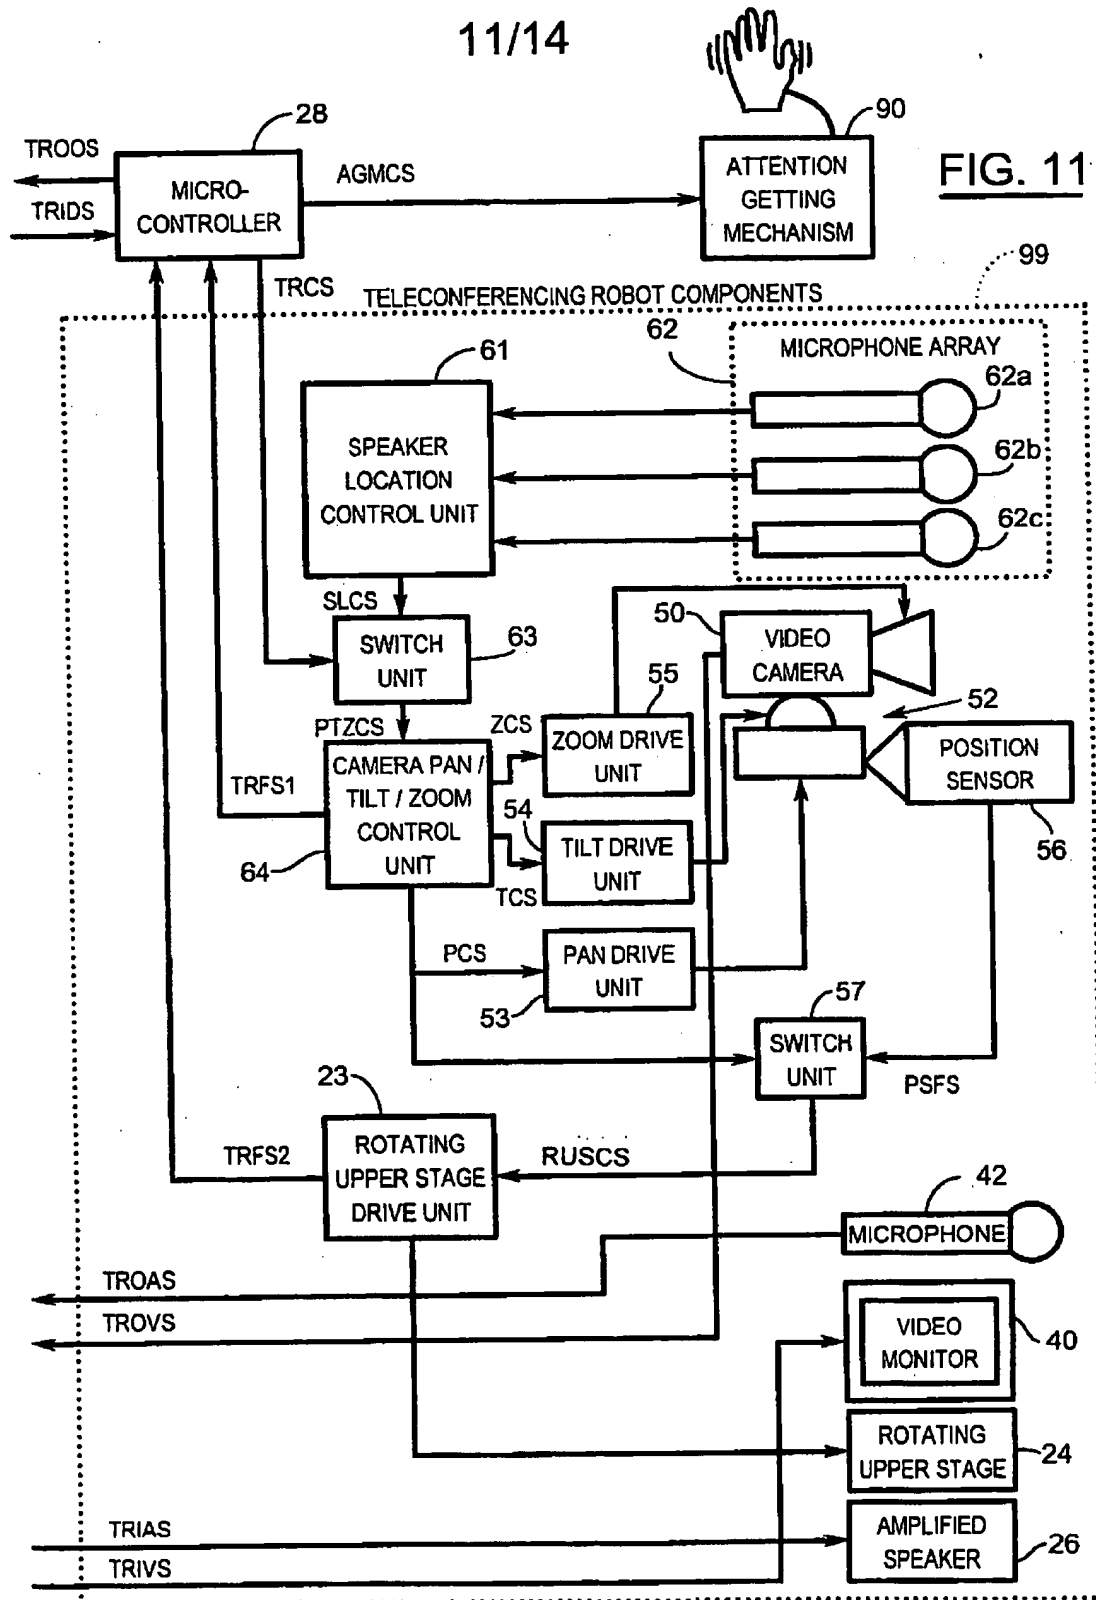 11/14
28
90
TROOS
TRIDS
MICRO-
CONTROLLER
AGMCS
ATTENTION
GETTING
MECHANISM
FIG. 11
99
TRCS
TELECONFERENCING ROBOT COMPONENTS
61
62
MICROPHONE ARRAY
62a
62b
62c
SPEAKER
LOCATION
CONTROL UNIT
SLCS
SWITCH
UNIT
63
50
VIDEO
CAMERA
55
52
PTZCS
ZCS
ZOOM DRIVE
UNIT
POSITION
SENSOR
56
TRFS1
CAMERA PAN /
TILT / ZOOM
CONTROL
UNIT
64
54
TILT DRIVE
UNIT
TCS
PCS
PAN DRIVE
UNIT
53
57
SWITCH
UNIT
PSFS
23
ROTATING
UPPER STAGE
DRIVE UNIT
TRFS2
RUSCS
42
MICROPHONE
TROAS
TROVS
VIDEO
MONITOR
40
ROTATING
UPPER STAGE
24
TRIAS
TRIVS
AMPLIFIED
SPEAKER
26